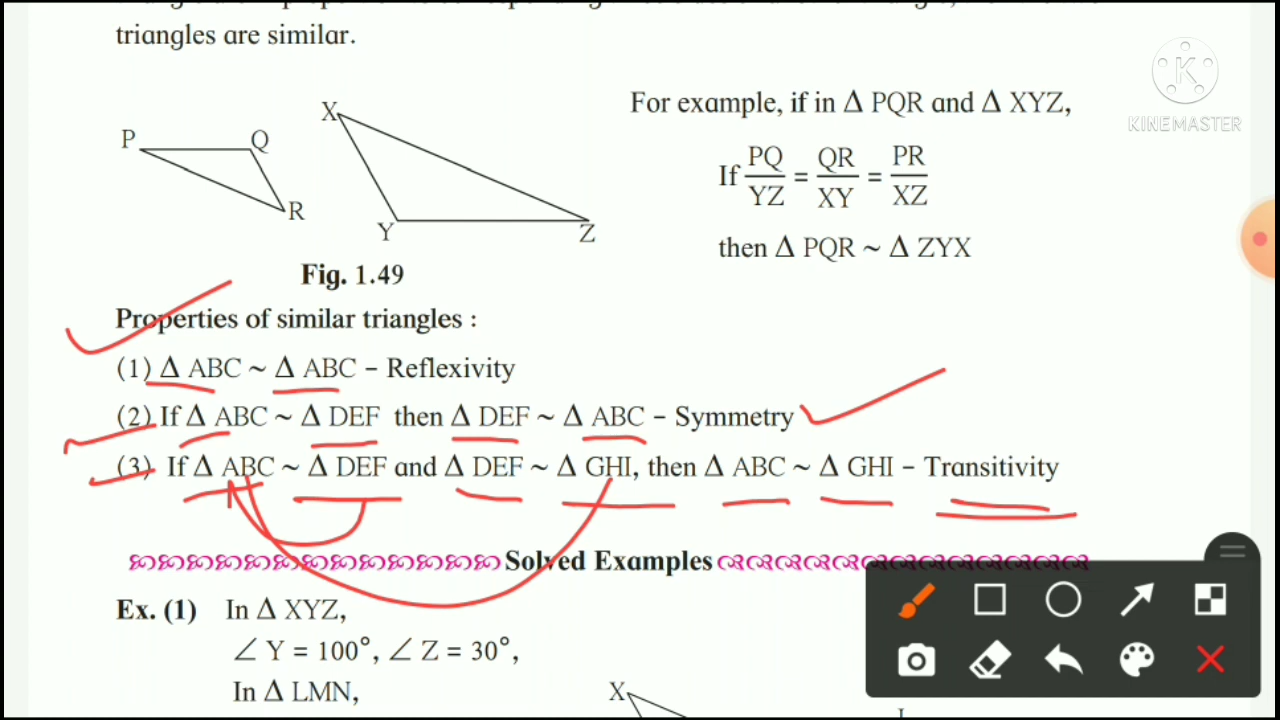 triangles are similar.
P
Q
R
X
Y
Z
Fig. 1.49
For example, if in Δ PQR and Δ XYZ,
If PQ/YZ = QR/XY = PR/XZ
then Δ PQR ~ Δ ZYX
KINEMASTER
Properties of similar triangles :
(1) Δ ABC ~ Δ ABC - Reflexivity
(2) If Δ ABC ~ Δ DEF then Δ DEF ~ Δ ABC - Symmetry
(3) If Δ ABC ~ Δ DEF and Δ DEF ~ Δ GHI, then Δ ABC ~ Δ GHI - Transitivity
Solved Examples
Ex. (1) In Δ XYZ,
∠ Y = 100°, ∠ Z = 30°,
In Δ LMN,
X